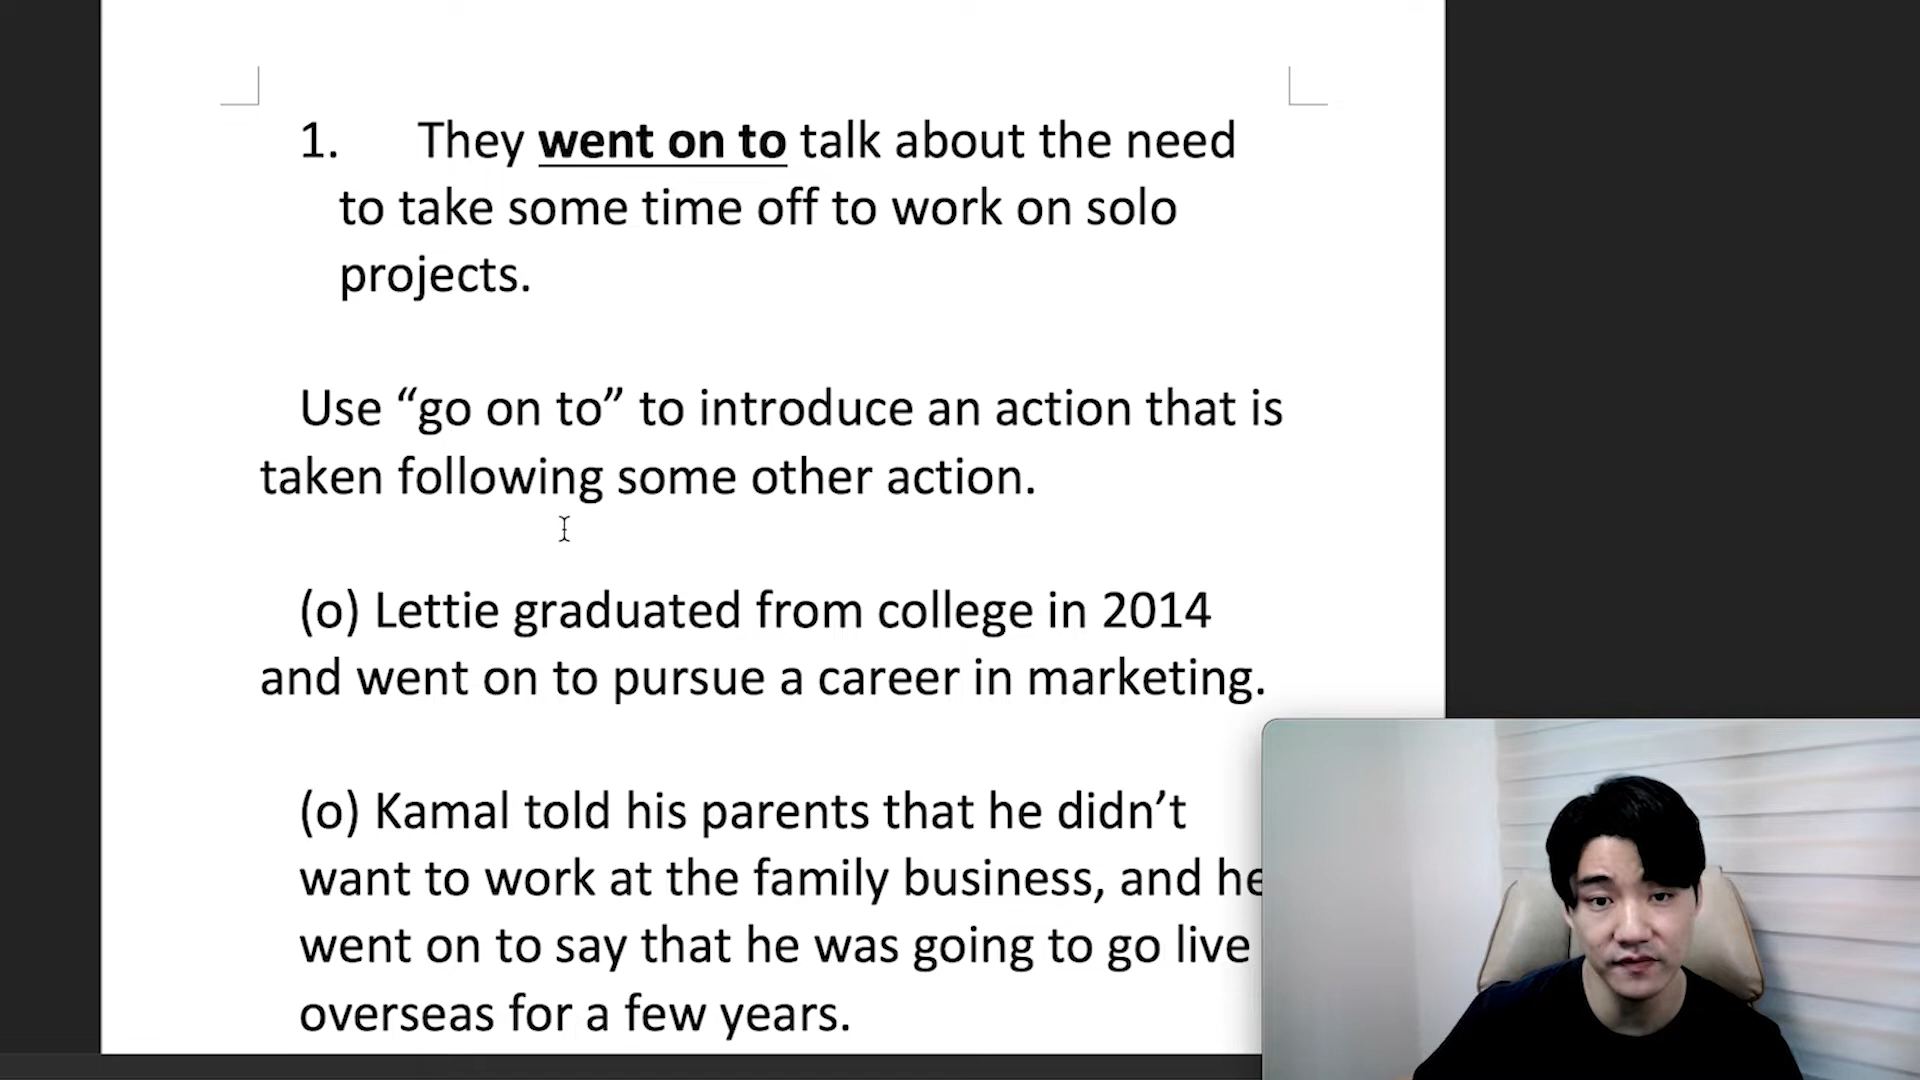 1. They went on to talk about the need
to take some time off to work on solo
projects.
Use “go on to” to introduce an action that is
taken following some other action.
(o) Lettie graduated from college in 2014
and went on to pursue a career in marketing.
(o) Kamal told his parents that he didn’t
want to work at the family business, and he
went on to say that he was going to go live
overseas for a few years.